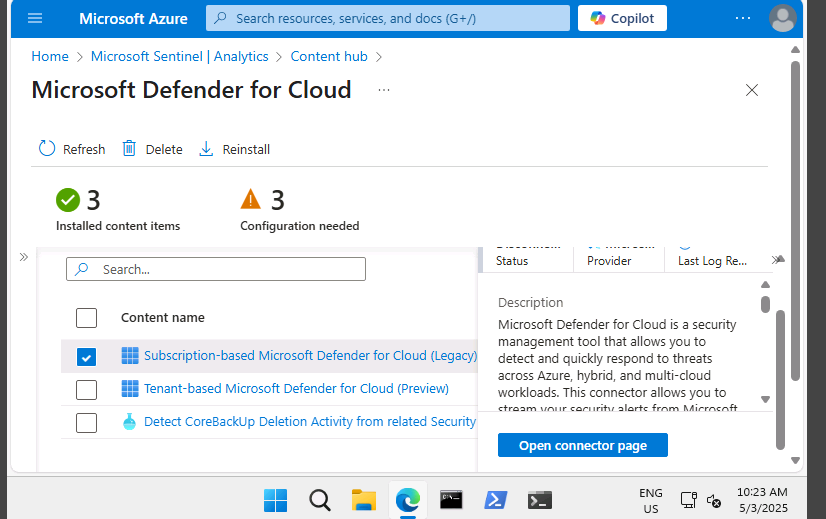 Microsoft Azure
Search resources, services, and docs (G+/)
Copilot
Home > Microsoft Sentinel | Analytics > Content hub >
Microsoft Defender for Cloud
Refresh
Delete
Reinstall
3
Installed content items
3
Configuration needed
Search...
Content name
Subscription-based Microsoft Defender for Cloud (Legacy)
Tenant-based Microsoft Defender for Cloud (Preview)
Detect CoreBackUp Deletion Activity from related Security
Status
Provider
Last Log Re...
Description
Microsoft Defender for Cloud is a security
management tool that allows you to
detect and quickly respond to threats
across Azure, hybrid, and multi-cloud
workloads. This connector allows you to
stream your security alerts from Microsoft
Open connector page
ENG
US
10:23 AM
5/3/2025